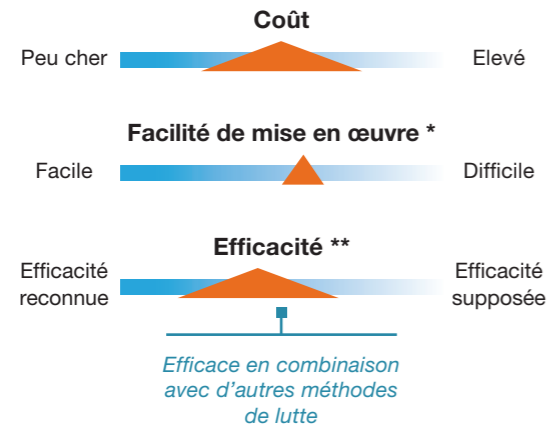 Coût
Peu cher
Elevé
Facilité de mise en œuvre *
Facile
Difficile
Efficacité **
Efficacité
reconnue
Efficacité
supposée
Efficace en combinaison
avec d’autres méthodes
de lutte